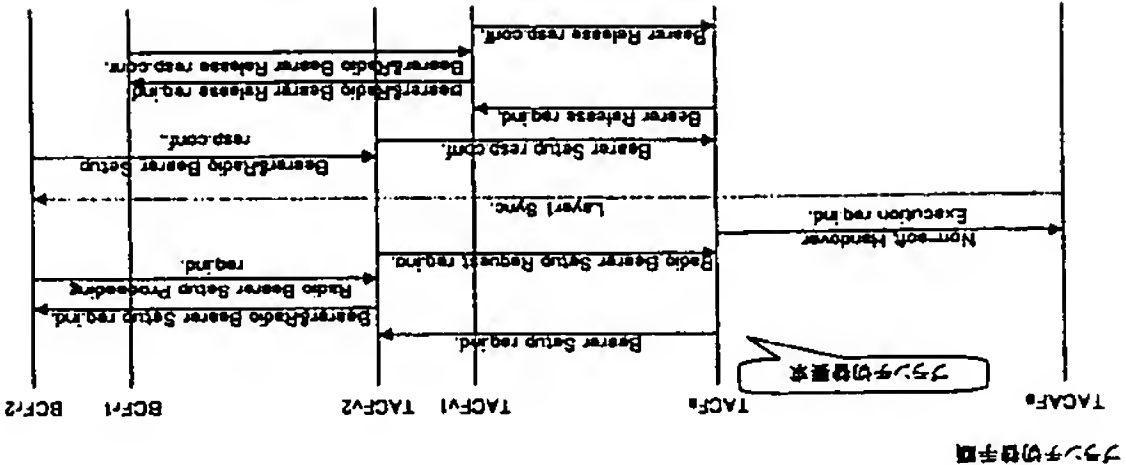 ブランチ切替手順
TACAFa
TACFa
TACFv1
TACFv2
BCFr1
BCFr2
ブランチ切替要求
Bearer Setup req.ind.
Bearer&Radio Bearer Setup req.ind.
Radio Bearer Setup Proceeding
req.ind.
Radio Bearer Setup Request req.ind.
Non-soft Handover
Execution req.ind.
Layer1 Sync.
Bearer&Radio Bearer Setup
resp.conf.
Bearer Setup resp.conf.
Bearer Release req.ind.
Bearer&Radio Bearer Release req.ind.
Bearer&Radio Bearer Release resp.conf.
Bearer Release resp.conf.